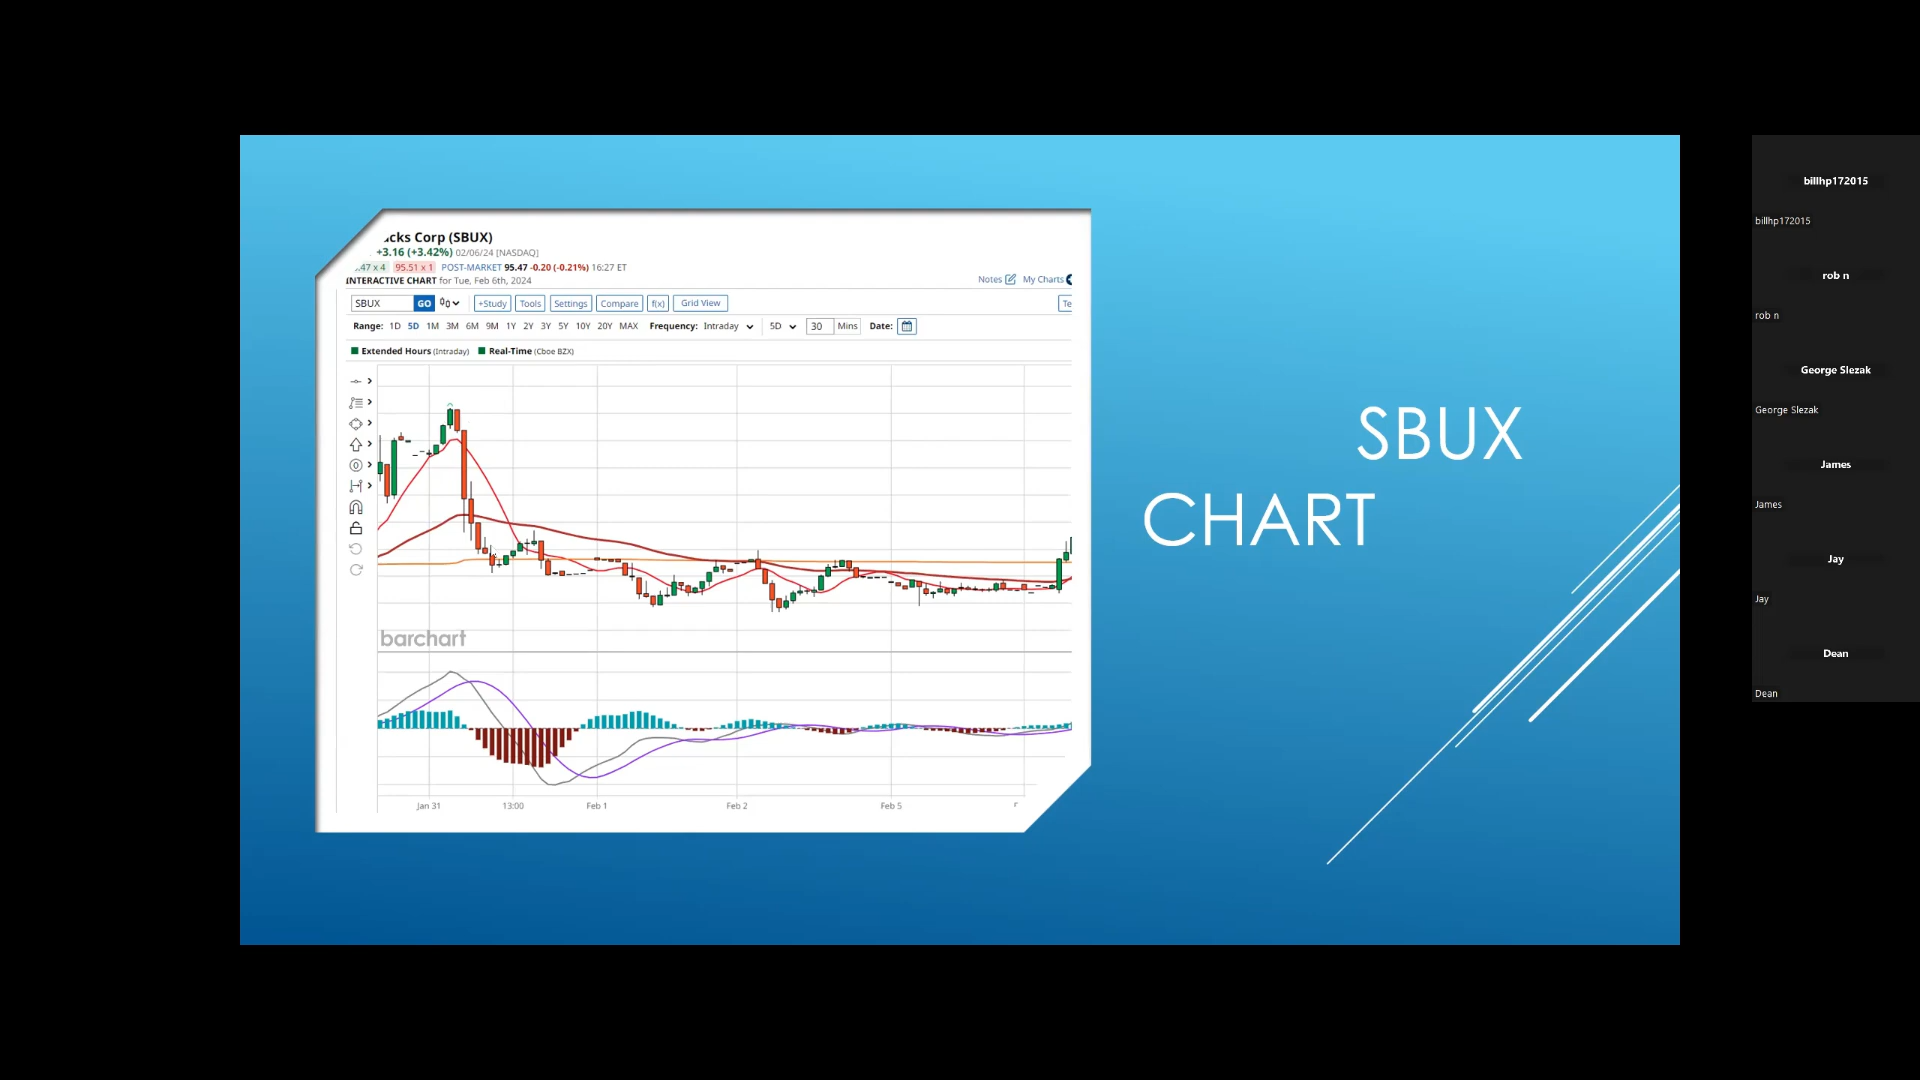 cks Corp (SBUX)
+3.16 (+3.42%) 02/06/24 [NASDAQ]
.47 x 4 95.51 x 1 POST-MARKET 95.47 -0.20 (-0.21%) 16:27 ET
INTERACTIVE CHART for Tue, Feb 6th, 2024
Notes My Charts
SBUX GO +Study Tools Settings Compare f(x) Grid View Te
Range: 1D 5D 1M 3M 6M 9M 1Y 2Y 3Y 5Y 10Y 20Y MAX Frequency: Intraday 5D 30 Mins Date:
Extended Hours (Intraday) Real-Time (Cboe BZX)
barchart
Jan 31 13:00 Feb 1 Feb 2 Feb 5
SBUX
CHART
billhp172015
billhp172015
rob n
rob n
George Slezak
George Slezak
James
James
Jay
Jay
Dean
Dean